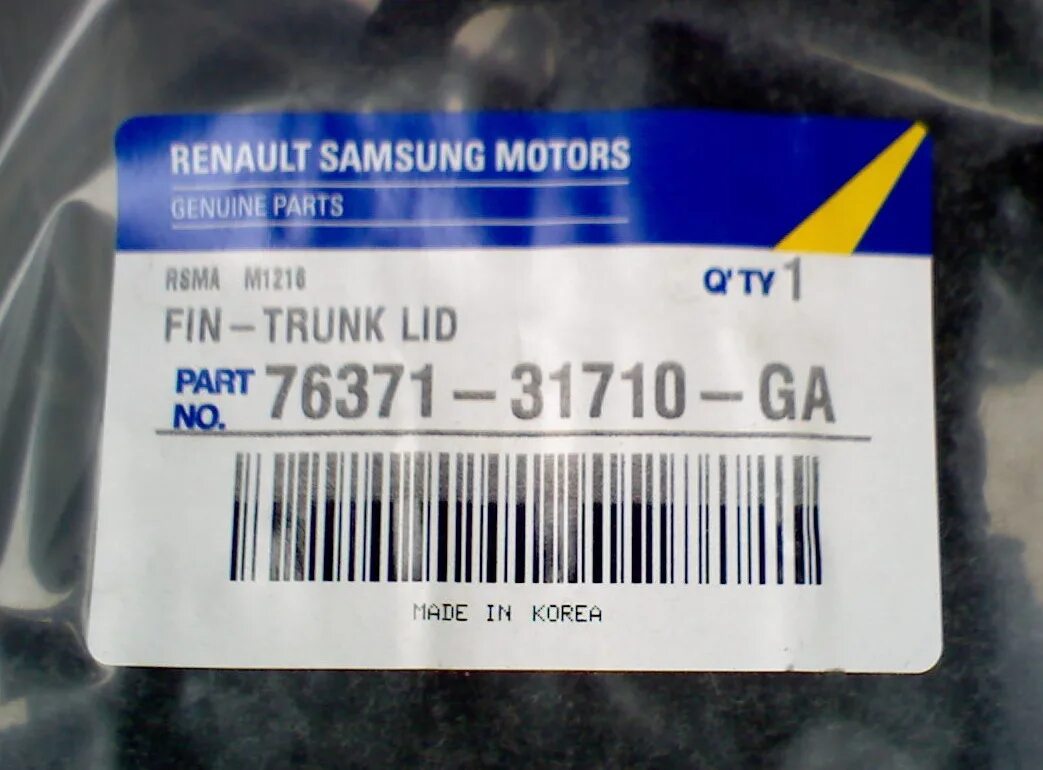 RENAULT SAMSUNG MOTORS
GENUINE PARTS
RSMA M1216
Q'TY 1
FIN-TRUNK LID
PART NO. 76371-31710-GA
MADE IN KOREA